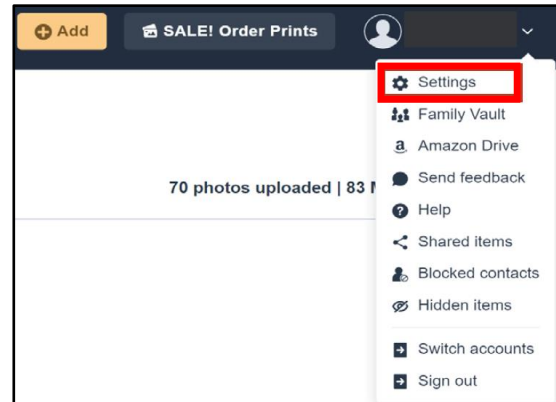 Add
SALE! Order Prints
Settings
Family Vault
Amazon Drive
70 photos uploaded | 83
Send feedback
Help
Shared items
Blocked contacts
Hidden items
Switch accounts
Sign out